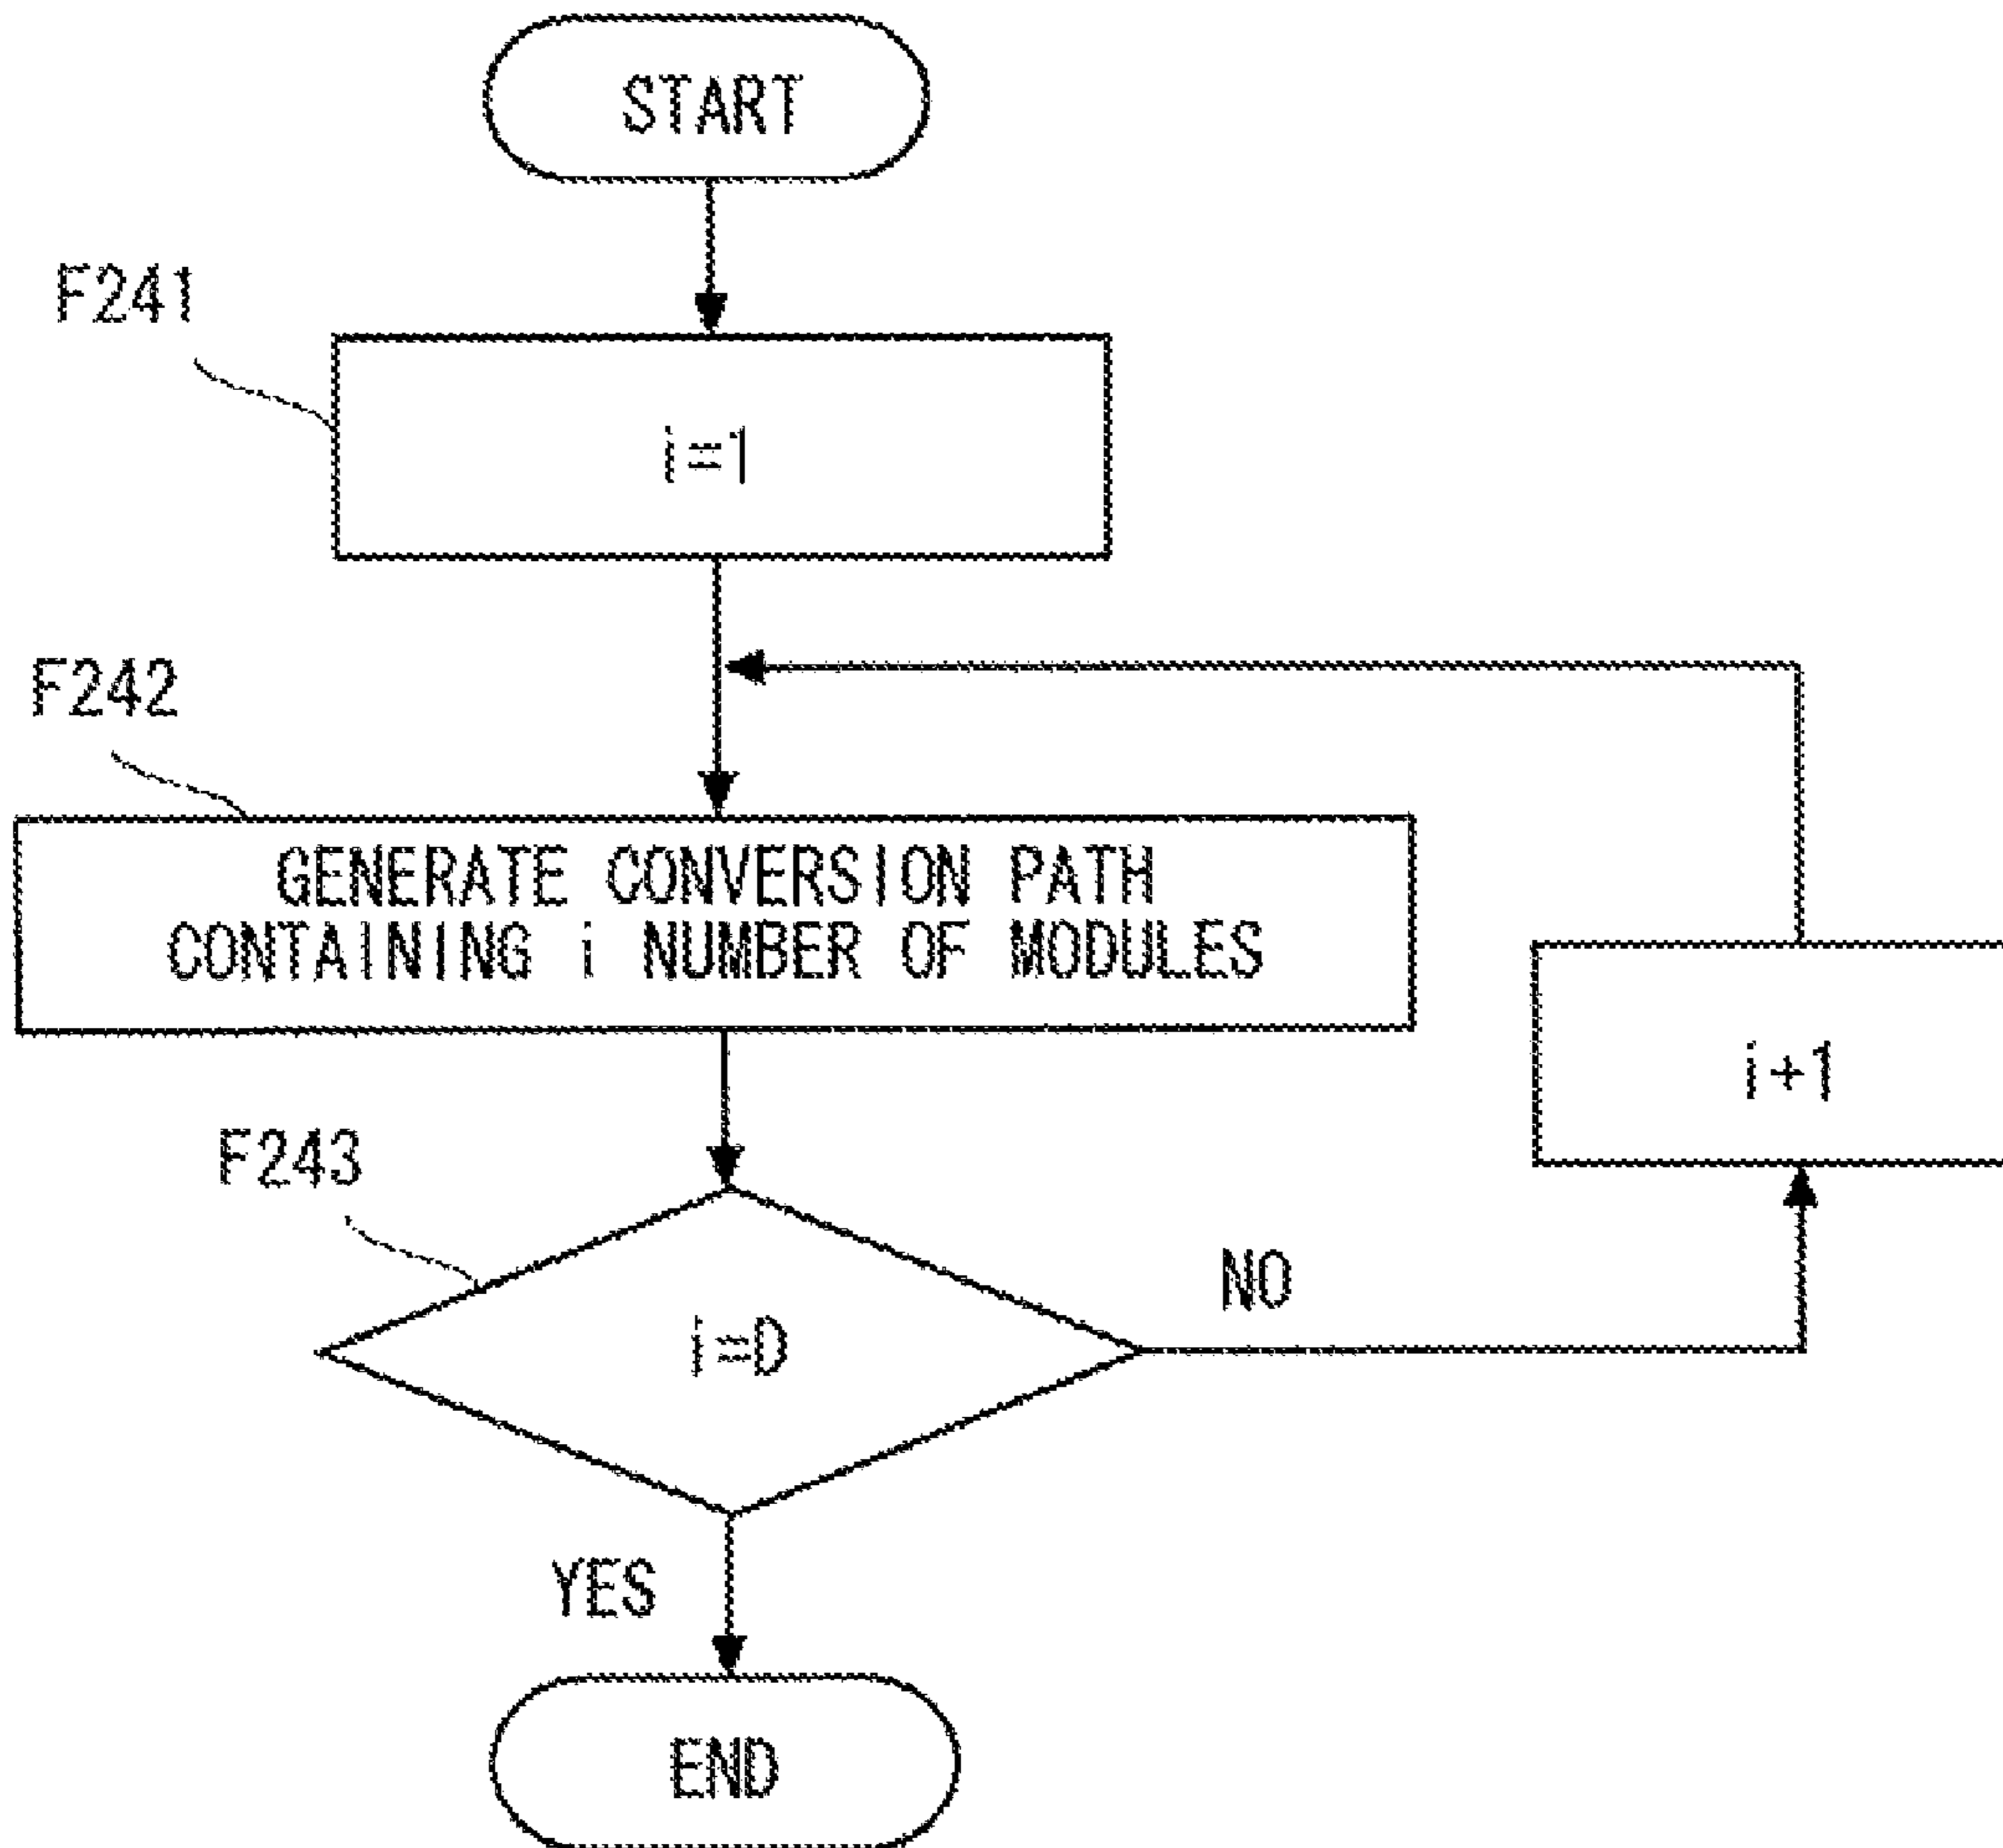 START
F241
i=1
F242
GENERATE CONVERSION PATH
CONTAINING i NUMBER OF MODULES
i+1
F243
i=D
NO
YES
END